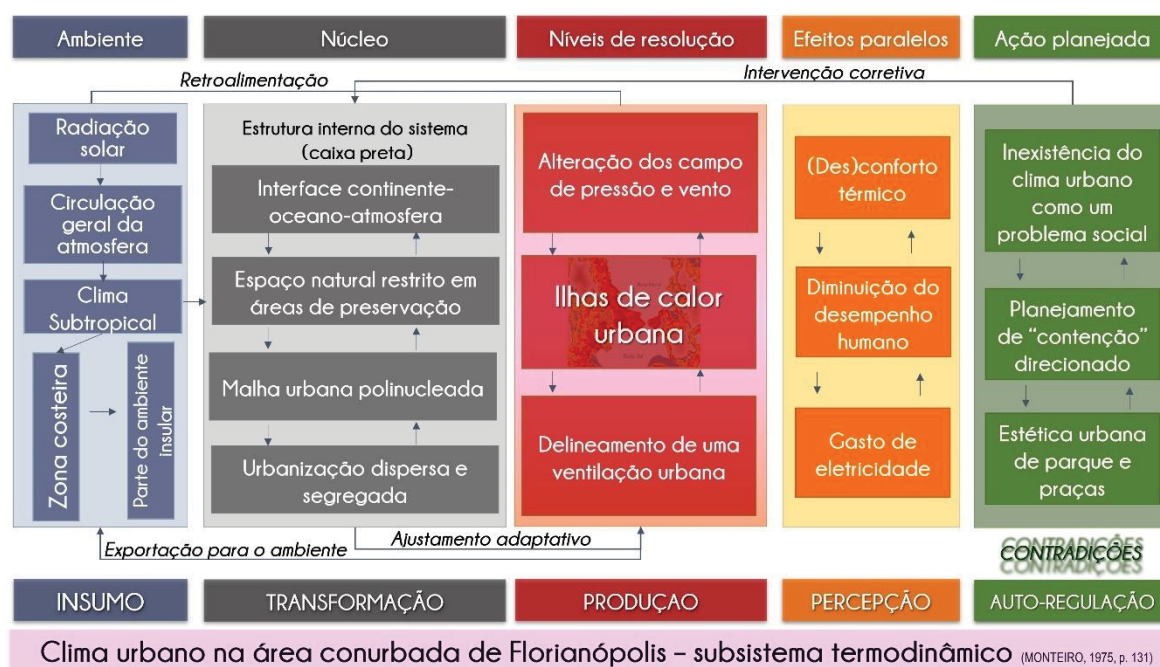 Ambiente
Núcleo
Níveis de resolução
Efeitos paralelos
Ação planejada
Retroalimentação
Intervenção corretiva
Radiação
solar
Circulação
geral da
atmosfera
Clima
Subtropical
Zona costeira
Parte do ambiente
insular
Estrutura interna do sistema
(caixa preta)
Interface continente-
oceano-atmosfera
Espaço natural restrito em
áreas de preservação
Malha urbana polinucleada
Urbanização dispersa e
segregada
Alteração dos campo
de pressão e vento
Ilhas de calor
urbana
Delineamento de uma
ventilação urbana
(Des)conforto
térmico
Diminuição do
desempenho
humano
Gasto de
eletricidade
Inexistência do
clima urbano
como um
problema social
Planejamento
de “contenção”
direcionado
Estética urbana
de parque e
praças
Exportação para o ambiente
Ajustamento adaptativo
CONTRADIÇÕES
INSUMO
TRANSFORMAÇÃO
PRODUÇAO
PERCEPÇÃO
AUTO-REGULAÇÃO
Clima urbano na área conurbada de Florianópolis – subsistema termodinâmico (MONTEIRO, 1975, p. 131)